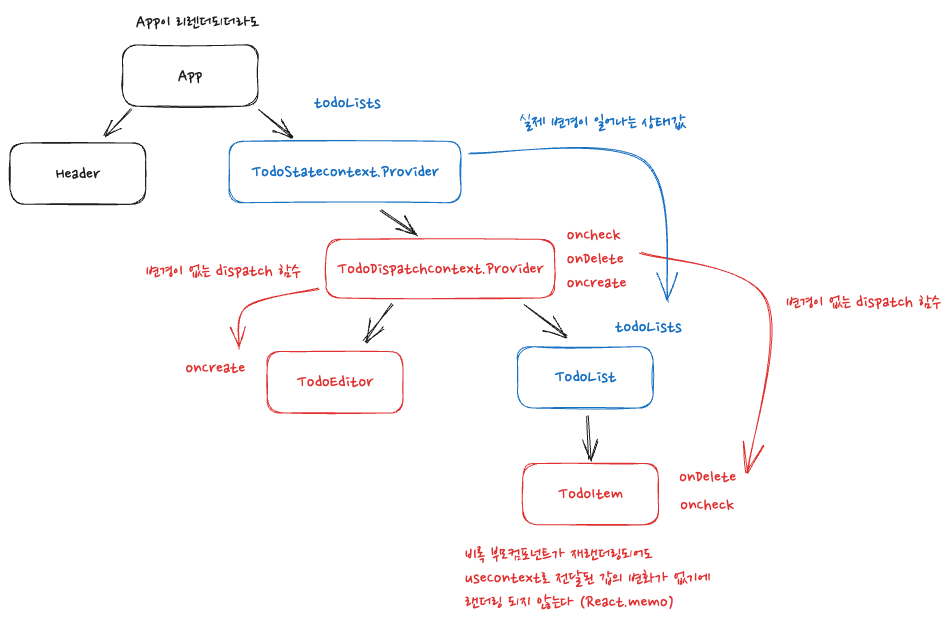 App이 리렌더되더라도
App
todoLists
실제 변경이 일어나는 상태값
Header
TodoStatecontext.Provider
oncheck
onDelete
oncreate
TodoDispatchcontext.Provider
변경이 없는 dispatch 함수
변경이 없는 dispatch 함수
todoLists
oncreate
TodoEditor
TodoList
TodoItem
onDelete
oncheck
비록 부모컴포넌트가 재랜더링되어도
usecontext로 전달된 값의 변화가 없기에
랜더링 되지 않는다 (React.memo)